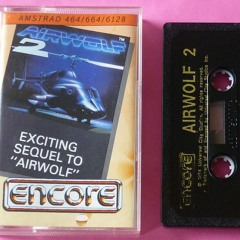 AMSTRAD 464/664/6128
AIRWOLF
2
EXCITING
SEQUEL TO
"AIRWOLF"
encore
AIRWOLF 2
encore